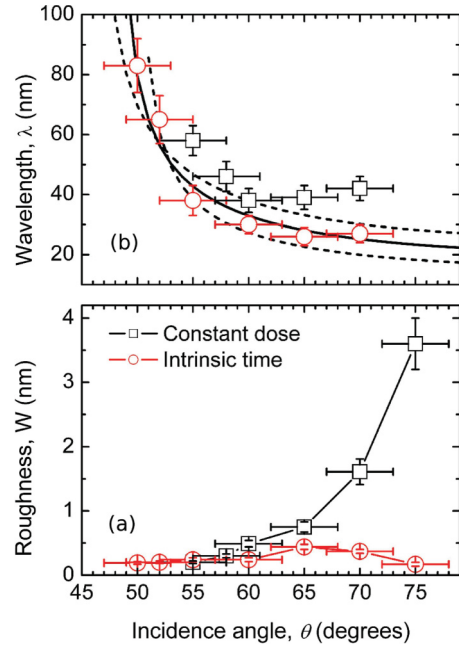 100
80
60
40
20
Wavelength, λ (nm)
(b)
4
3
2
1
0
Roughness, W (nm)
Constant dose
Intrinsic time
(a)
45 50 55 60 65 70 75
Incidence angle, θ (degrees)